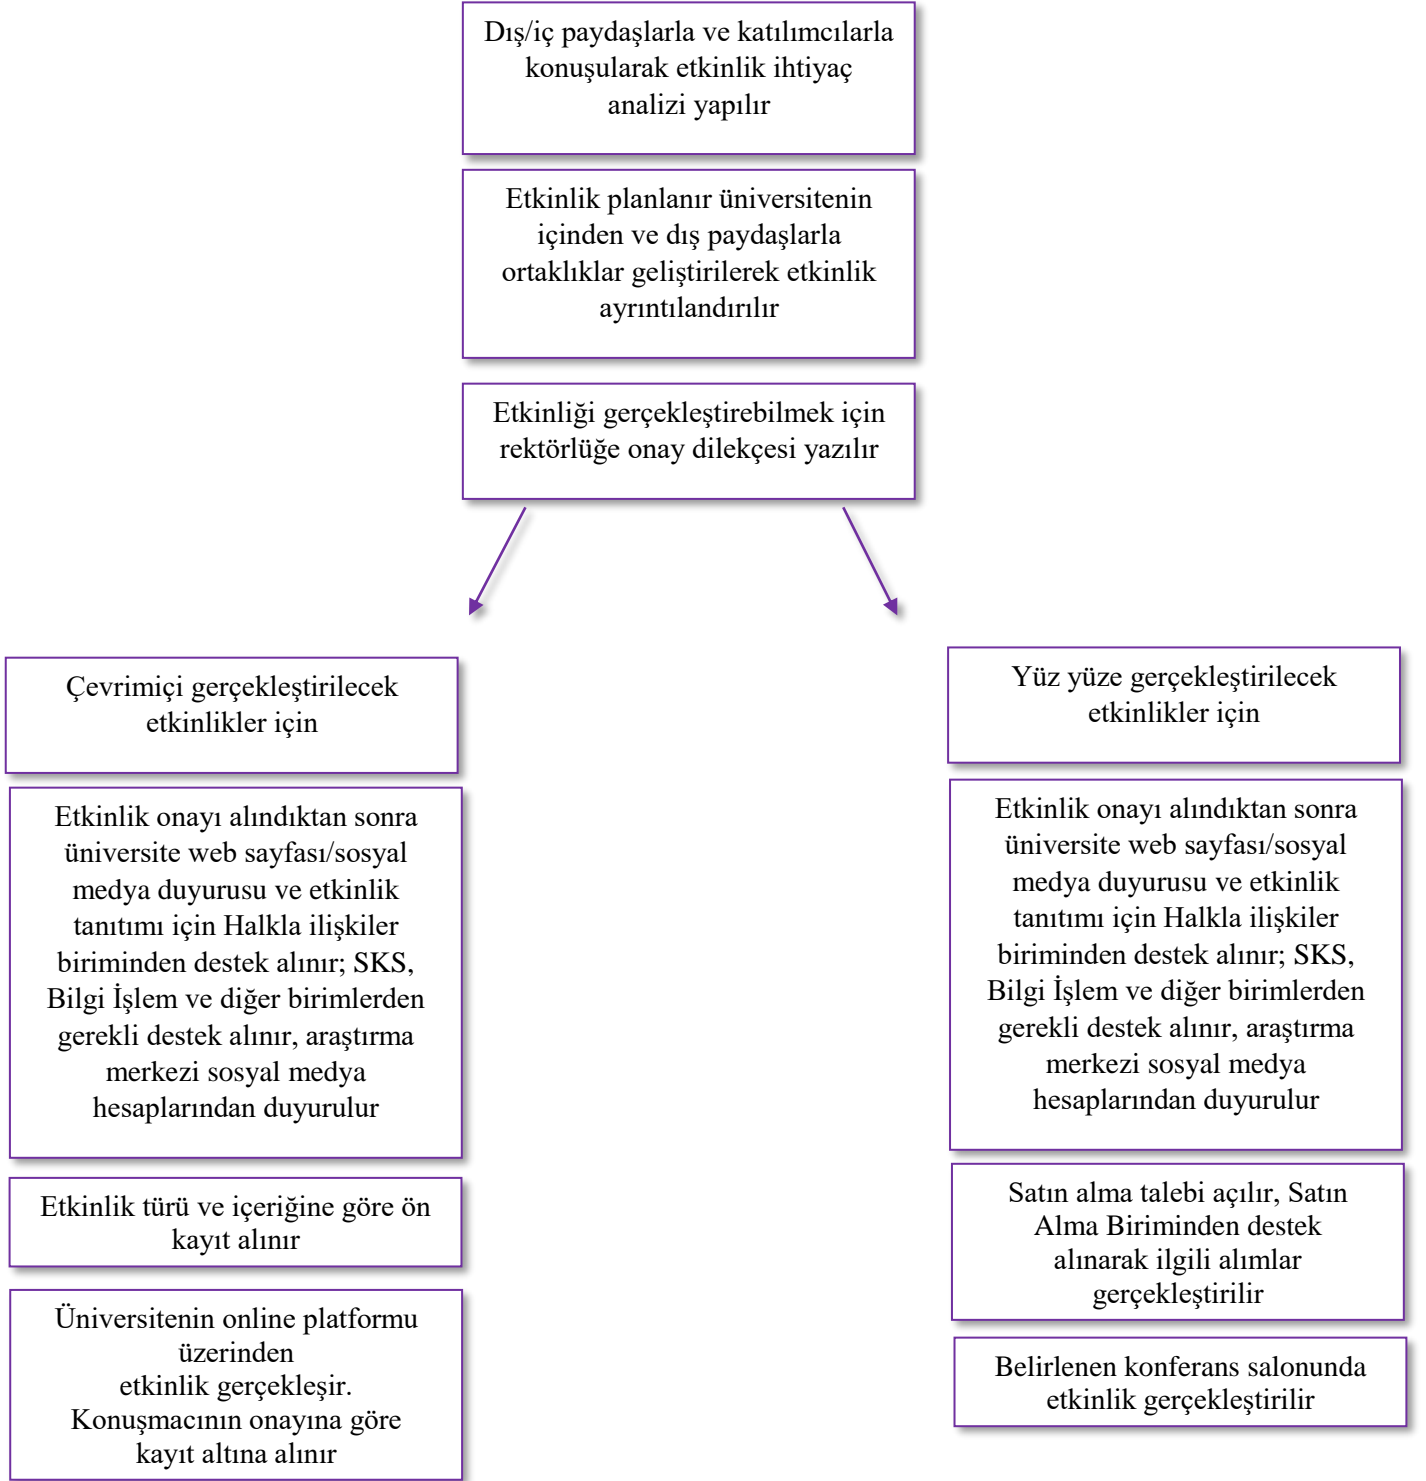 Dış/iç paydaşlarla ve katılımcılarla
konuşularak etkinlik ihtiyaç
analizi yapılır
Etkinlik planlanır üniversitenin
içinden ve dış paydaşlarla
ortaklıklar geliştirilerek etkinlik
ayrıntılandırılır
Etkinliği gerçekleştirebilmek için
rektörlüğe onay dilekçesi yazılır
Çevrimiçi gerçekleştirilecek
etkinlikler için
Etkinlik onayı alındıktan sonra
üniversite web sayfası/sosyal
medya duyurusu ve etkinlik
tanıtımı için Halkla ilişkiler
biriminden destek alınır; SKS,
Bilgi İşlem ve diğer birimlerden
gerekli destek alınır, araştırma
merkezi sosyal medya
hesaplarından duyurulur
Etkinlik türü ve içeriğine göre ön
kayıt alınır
Üniversitenin online platformu
üzerinden
etkinlik gerçekleşir.
Konuşmacının onayına göre
kayıt altına alınır
Yüz yüze gerçekleştirilecek
etkinlikler için
Etkinlik onayı alındıktan sonra
üniversite web sayfası/sosyal
medya duyurusu ve etkinlik
tanıtımı için Halkla ilişkiler
biriminden destek alınır; SKS,
Bilgi İşlem ve diğer birimlerden
gerekli destek alınır, araştırma
merkezi sosyal medya
hesaplarından duyurulur
Satın alma talebi açılır, Satın
Alma Biriminden destek
alınarak ilgili alımlar
gerçekleştirilir
Belirlenen konferans salonunda
etkinlik gerçekleştirilir